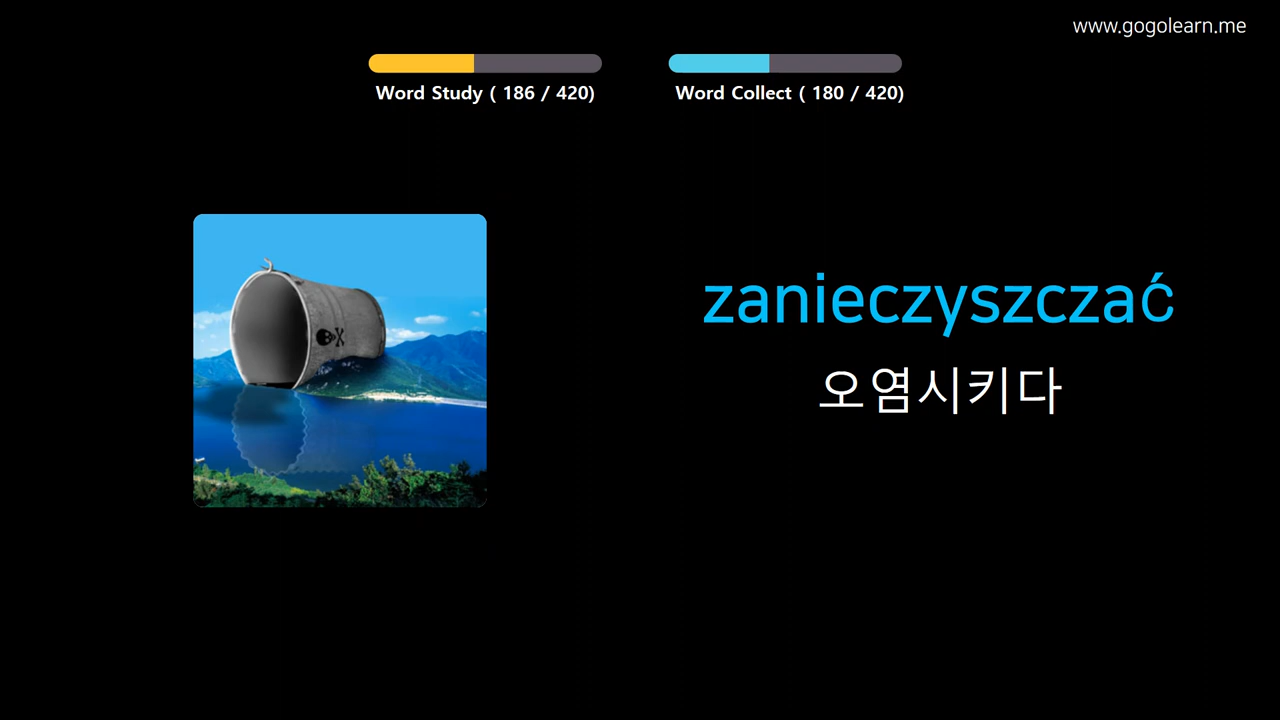 www.gogolearn.me
Word Study ( 186 / 420)
Word Collect ( 180 / 420)
zanieczyszczać
오염시키다